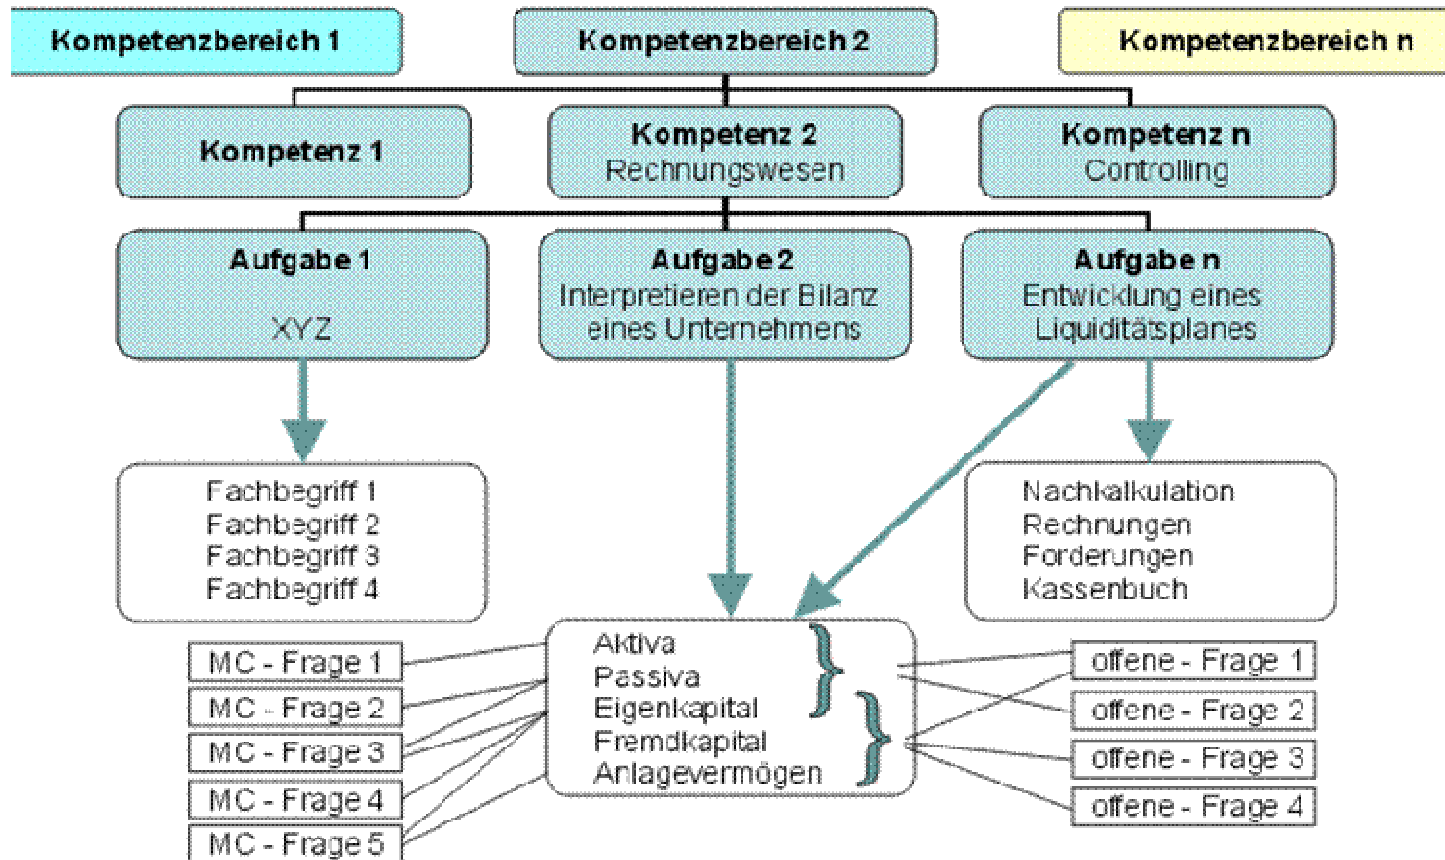 Kompetenzbereich 1
Kompetenzbereich 2
Kompetenzbereich n
Kompetenz 1
Kompetenz 2
Rechnungswesen
Kompetenz n
Controlling
Aufgabe 1
XYZ
Aufgabe 2
Interpretieren der Bilanz
eines Unternehmens
Aufgabe n
Entwicklung eines
Liquiditätsplanes
Fachbegriff 1
Fachbegriff 2
Fachbegriff 3
Fachbegriff 4
Nachkalkulation
Rechnungen
Forderungen
Kassenbuch
MC - Frage 1
MC - Frage 2
MC - Frage 3
MC - Frage 4
MC - Frage 5
Aktiva
Passiva
Eigenkapital
Fremdkapital
Anlagevermögen
offene - Frage 1
offene - Frage 2
offene - Frage 3
offene - Frage 4